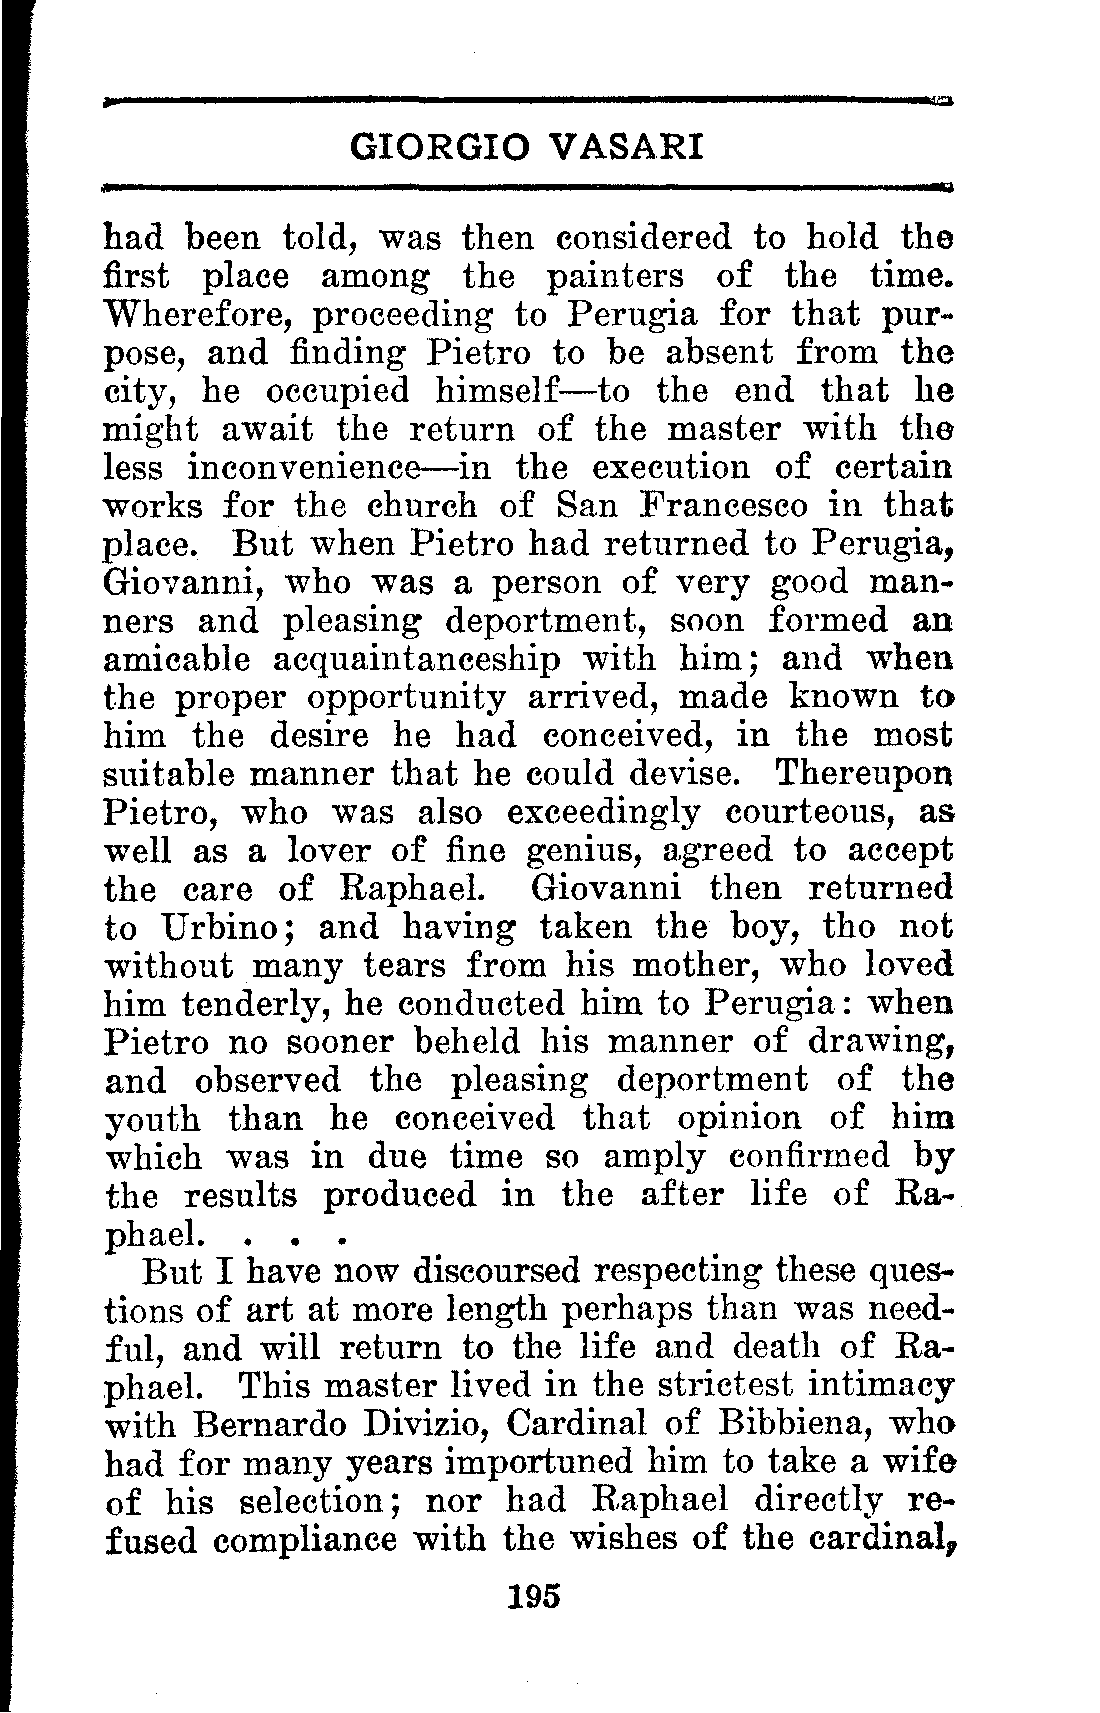 GIORGIO VASARI
had been told, was then considered to hold the
first place among the painters of the time.
Wherefore, proceeding to Perugia for that pur-
pose, and finding Pietro to be absent from the
city, he occupied himself—to the end that he
might await the return of the master with the
less inconvenience—in the execution of certain
works for the church of San Francesco in that
place. But when Pietro had returned to Perugia,
Giovanni, who was a person of very good man-
ners and pleasing deportment, soon formed an
amicable acquaintanceship with him; and when
the proper opportunity arrived, made known to
him the desire he had conceived, in the most
suitable manner that he could devise. Thereupon
Pietro, who was also exceedingly courteous, as
well as a lover of fine genius, agreed to accept
the care of Raphael. Giovanni then returned
to Urbino; and having taken the boy, tho not
without many tears from his mother, who loved
him tenderly, he conducted him to Perugia: when
Pietro no sooner beheld his manner of drawing,
and observed the pleasing deportment of the
youth than he conceived that opinion of him
which was in due time so amply confirmed by
the results produced in the after life of Ra-
phael. . . .
But I have now discoursed respecting these ques-
tions of art at more length perhaps than was need-
ful, and will return to the life and death of Ra-
phael. This master lived in the strictest intimacy
with Bernardo Divizio, Cardinal of Bibbiena, who
had for many years importuned him to take a wife
of his selection; nor had Raphael directly re-
fused compliance with the wishes of the cardinal,
195